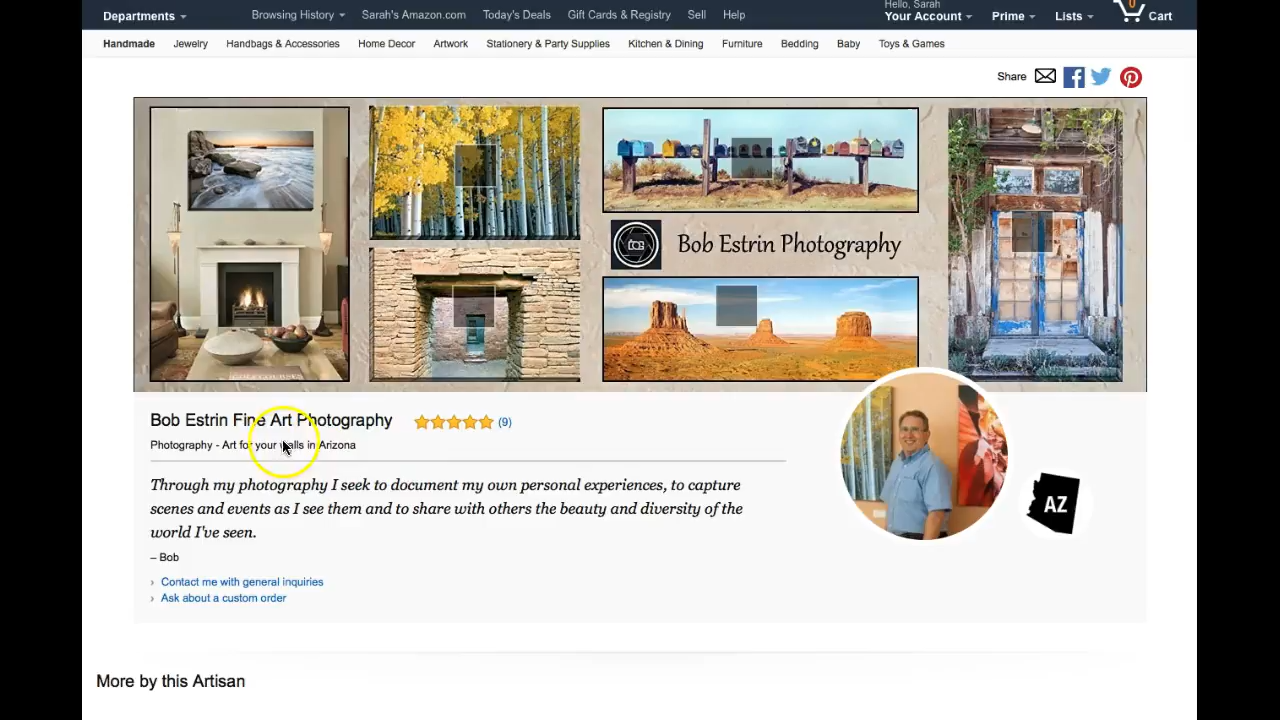 Departments
Browsing History
Sarah's Amazon.com
Today's Deals
Gift Cards & Registry
Sell
Help
Hello, Sarah
Your Account
Prime
Lists
0
Cart
Handmade
Jewelry
Handbags & Accessories
Home Decor
Artwork
Stationery & Party Supplies
Kitchen & Dining
Furniture
Bedding
Baby
Toys & Games
Share
Bob Estrin Photography
Bob Estrin Fine Art Photography
(9)
Photography - Art for your walls in Arizona
Through my photography I seek to document my own personal experiences, to capture
scenes and events as I see them and to share with others the beauty and diversity of the
world I've seen.
– Bob
AZ
› Contact me with general inquiries
› Ask about a custom order
More by this Artisan